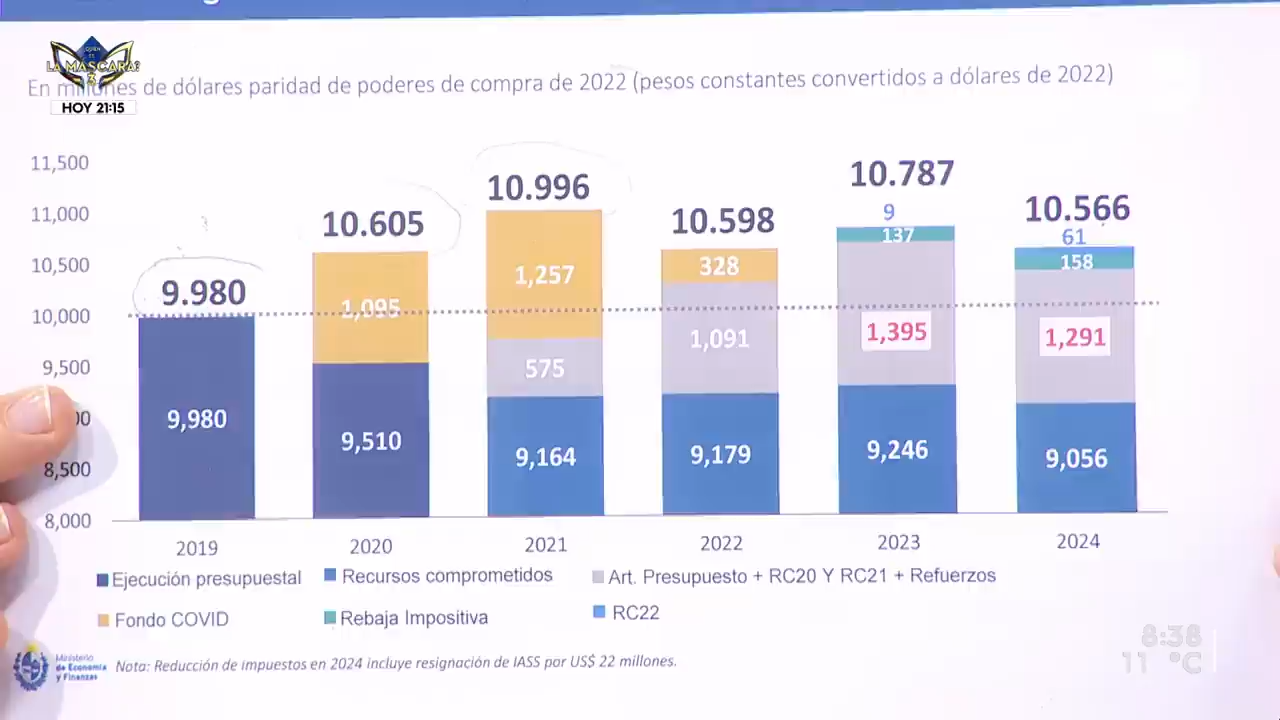 QUIÉN ES
LA MÁSCARA?
3
HOY 21:15
En millones de dólares paridad de poderes de compra de 2022 (pesos constantes convertidos a dólares de 2022)
11,500
11,000
10,500
10,000
9,500
8,500
8,000
9.980
10.605
10.996
10.598
10.787
10.566
9
61
137
158
1,095
1,257
328
575
1,091
1,395
1,291
9,980
9,510
9,164
9,179
9,246
9,056
2019 2020 2021 2022 2023 2024
Ejecución presupuestal Recursos comprometidos Art. Presupuesto + RC20 Y RC21 + Refuerzos
Fondo COVID Rebaja Impositiva RC22
Ministerio
de Economía
y Finanzas
Nota: Reducción de impuestos en 2024 incluye resignación de IASS por US$ 22 millones.
8:38
11 °C